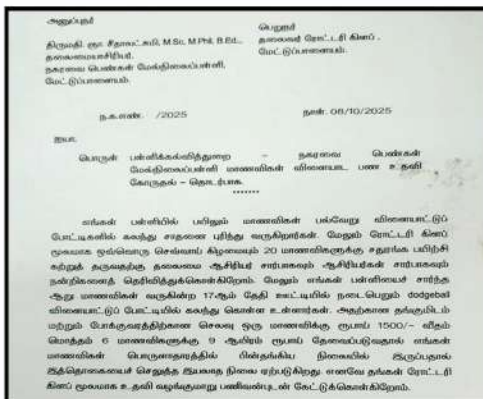 அனுப்புநர்
பெறுநர்
திருமதி. ஞா. சீதாலட்சுமி, M.Sc, M.Phil, B.Ed.,
தலைமையாசிரியர்,
நகரவை பெண்கள் மேல்நிலைப்பள்ளி,
மேட்டுப்பாளையம்.
தலைவர் ரோட்டரி கிளப் ,
மேட்டுப்பாளையம்.
ந.க.எண். /2025
நாள். 08/10/2025
ஐயா,
பொருள் பள்ளிக்கல்வித்துறை – நகரவை பெண்கள்
மேல்நிலைப்பள்ளி மாணவிகள் விளையாட பண உதவி
கோருதல் – தொடர்பாக.
*******
எங்கள் பள்ளியில் பயிலும் மாணவிகள் பல்வேறு விளையாட்டுப்
போட்டிகளில் கலந்து சாதனை புரிந்து வருகிறார்கள். மேலும் ரோட்டரி கிளப்
மூலமாக ஒவ்வொரு செவ்வாய் கிழமையும் 20 மாணவிகளுக்கு சதுரங்க பயிற்சி
கற்றுத் தருவதற்கு தலைமை ஆசிரியர் சார்பாகவும் ஆசிரியர்கள் சார்பாகவும்
நன்றிகளைத் தெரிவித்துக்கொள்கிறோம். மேலும் எங்கள் பள்ளியைச் சார்ந்த
ஆறு மாணவிகள் வருகின்ற 17ஆம் தேதி ஊட்டியில் நடைபெறும் dodgeball
விளையாட்டுப் போட்டியில் கலந்து கொள்ள உள்ளார்கள். அதற்கான தங்குமிடம்
மற்றும் போக்குவரத்திற்கான செலவு ஒரு மாணவிக்கு ரூபாய் 1500/– வீதம்
மொத்தம் 6 மாணவிகளுக்கு 9 ஆயிரம் ரூபாய் தேவைப்படுவதால் எங்கள்
மாணவிகள் பொருளாதாரத்தில் பின்தங்கிய நிலையில் இருப்பதால்
இத்தொகையைச் செலுத்த இயலாத நிலை ஏற்படுகிறது. எனவே தங்கள் ரோட்டரி
கிளப் மூலமாக உதவி வழங்குமாறு பணிவன்புடன் கேட்டுக்கொள்கிறோம்.